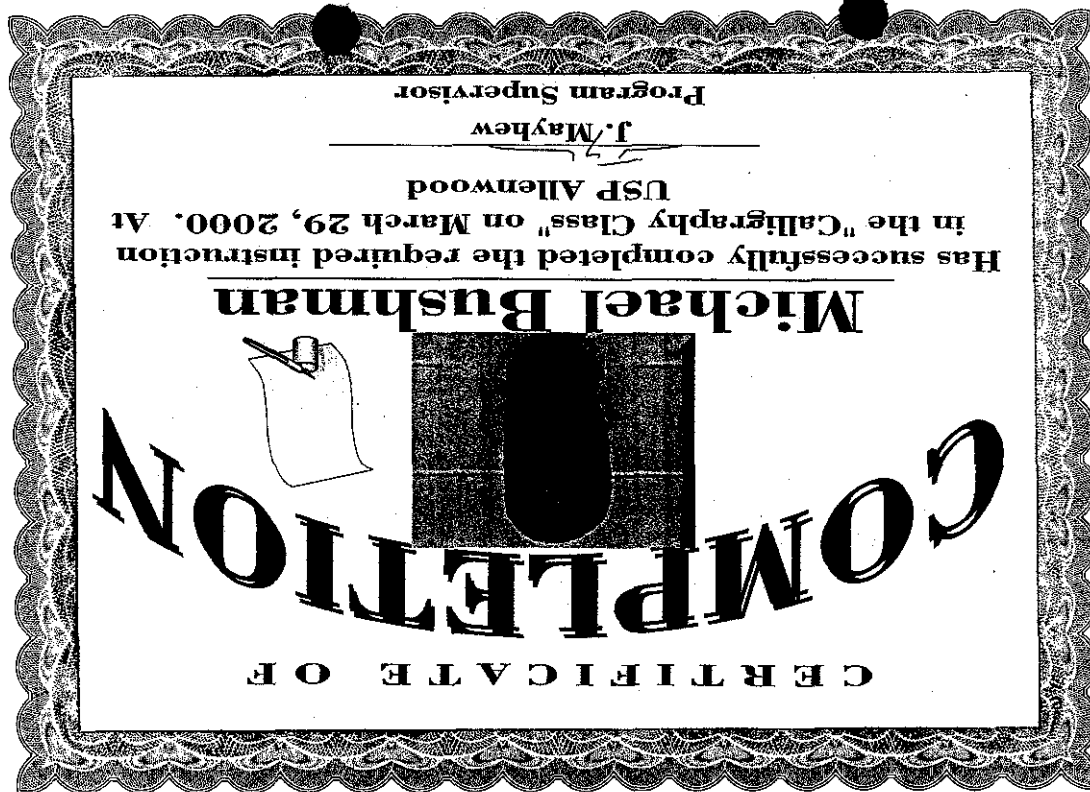 CERTIFICATE OF
COMPLETION
Michael Bushman
Has successfully completed the required instruction
in the "Calligraphy Class" on March 29, 2000. At
USP Allenwood
J. Mayhew
Program Supervisor